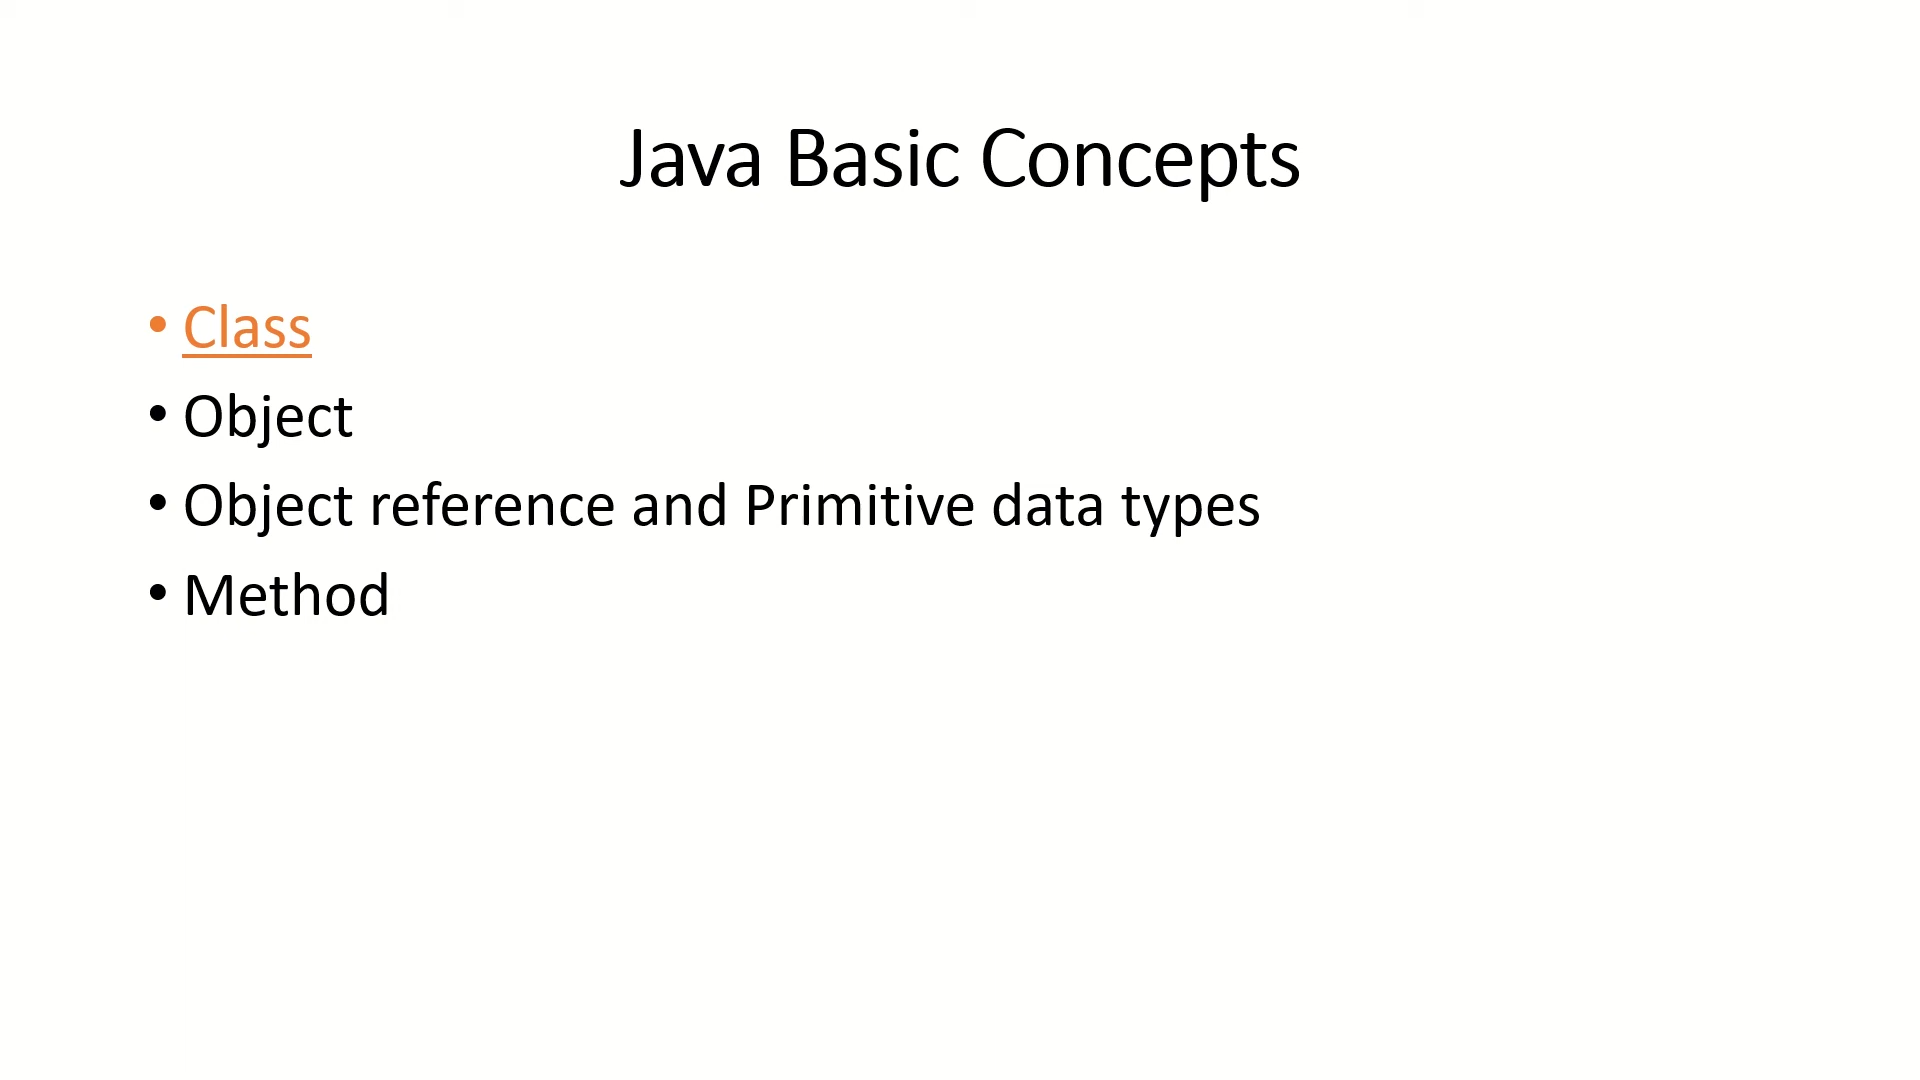 Java Basic Concepts
• Class
• Object
• Object reference and Primitive data types
• Method